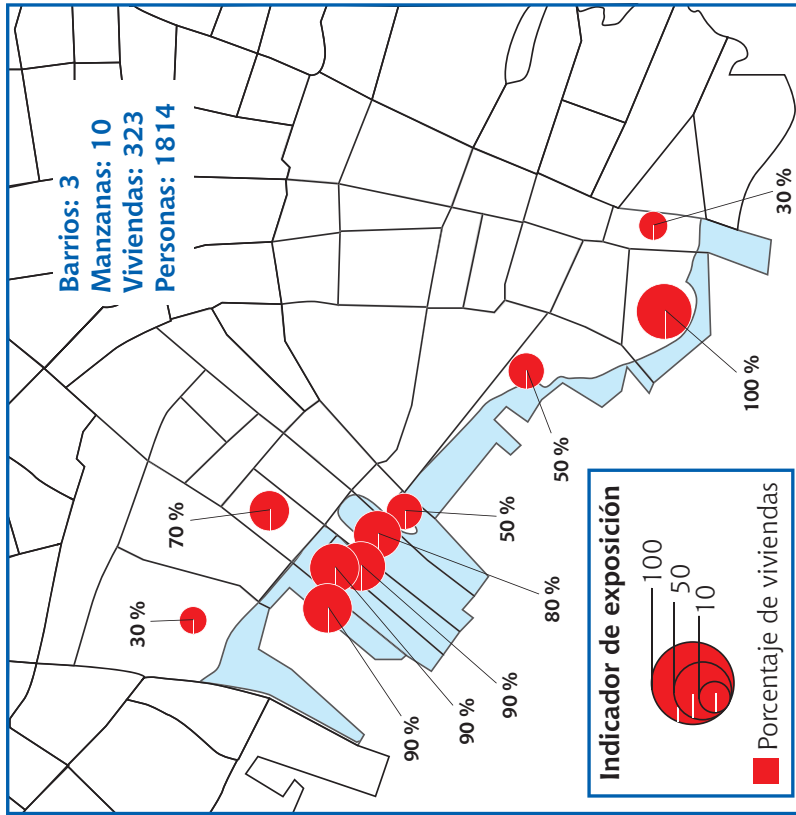 Barrios: 3
Manzanas: 10
Viviendas: 323
Personas: 1814
30 %
70 %
90 %
90 %
90 %
80 %
50 %
50 %
100 %
30 %
Indicador de exposición
100
50
10
Porcentaje de viviendas